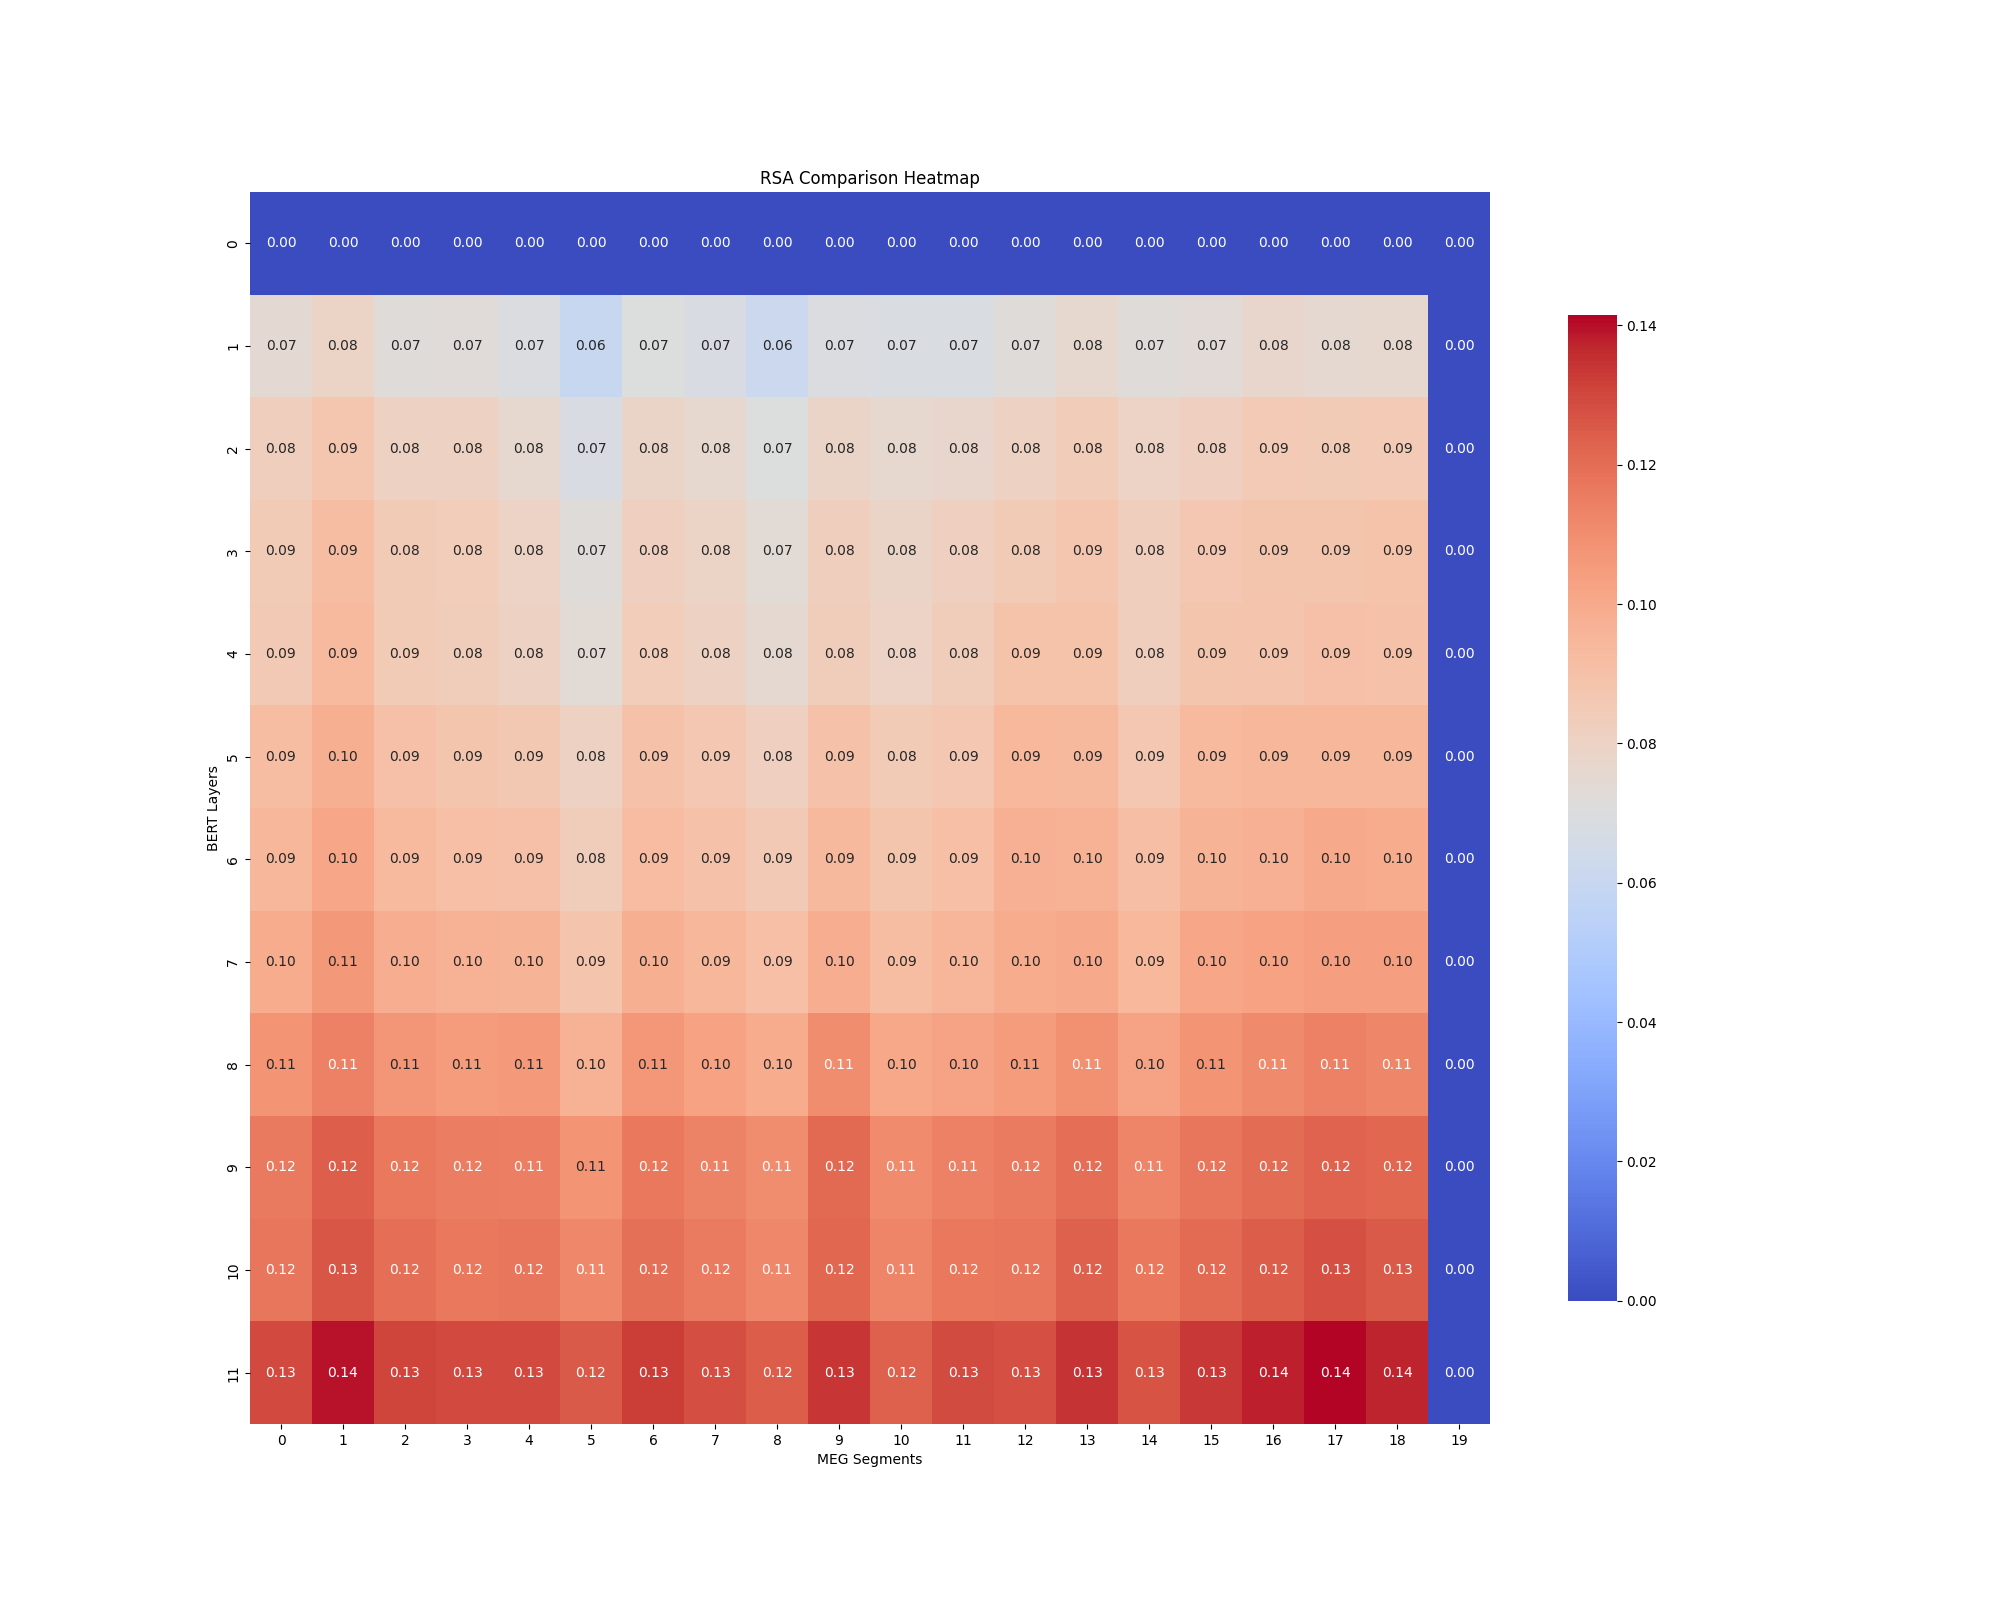 RSA Comparison Heatmap
0 0.00 0.00 0.00 0.00 0.00 0.00 0.00 0.00 0.00 0.00 0.00 0.00 0.00 0.00 0.00 0.00 0.00 0.00 0.00 0.00
1 0.07 0.08 0.07 0.07 0.07 0.06 0.07 0.07 0.06 0.07 0.07 0.07 0.07 0.08 0.07 0.07 0.08 0.08 0.08 0.00
2 0.08 0.09 0.08 0.08 0.08 0.07 0.08 0.08 0.07 0.08 0.08 0.08 0.08 0.08 0.08 0.08 0.09 0.08 0.09 0.00
3 0.09 0.09 0.08 0.08 0.08 0.07 0.08 0.08 0.07 0.08 0.08 0.08 0.08 0.09 0.08 0.09 0.09 0.09 0.09 0.00
4 0.09 0.09 0.09 0.08 0.08 0.07 0.08 0.08 0.08 0.08 0.08 0.08 0.09 0.09 0.08 0.09 0.09 0.09 0.09 0.00
5 0.09 0.10 0.09 0.09 0.09 0.08 0.09 0.09 0.08 0.09 0.08 0.09 0.09 0.09 0.09 0.09 0.09 0.09 0.09 0.00
6 0.09 0.10 0.09 0.09 0.09 0.08 0.09 0.09 0.09 0.09 0.09 0.09 0.10 0.10 0.09 0.10 0.10 0.10 0.10 0.00
7 0.10 0.11 0.10 0.10 0.10 0.09 0.10 0.09 0.09 0.10 0.09 0.10 0.10 0.10 0.09 0.10 0.10 0.10 0.10 0.00
8 0.11 0.11 0.11 0.11 0.11 0.10 0.11 0.10 0.10 0.11 0.10 0.10 0.11 0.11 0.10 0.11 0.11 0.11 0.11 0.00
9 0.12 0.12 0.12 0.12 0.11 0.11 0.12 0.11 0.11 0.12 0.11 0.11 0.12 0.12 0.11 0.12 0.12 0.12 0.12 0.00
10 0.12 0.13 0.12 0.12 0.12 0.11 0.12 0.12 0.11 0.12 0.11 0.12 0.12 0.12 0.12 0.12 0.12 0.13 0.13 0.00
11 0.13 0.14 0.13 0.13 0.13 0.12 0.13 0.13 0.12 0.13 0.12 0.13 0.13 0.13 0.13 0.13 0.14 0.14 0.14 0.00
0 1 2 3 4 5 6 7 8 9 10 11 12 13 14 15 16 17 18 19
MEG Segments
BERT Layers
0.14
0.12
0.10
0.08
0.06
0.04
0.02
0.00